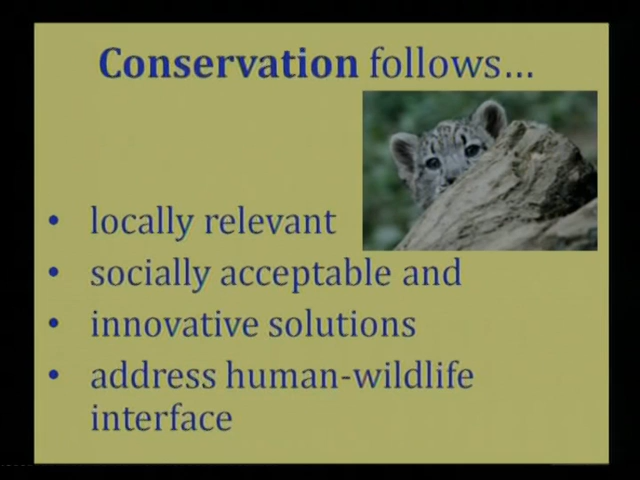 Conservation follows…
• locally relevant
• socially acceptable and
• innovative solutions
• address human-wildlife
interface